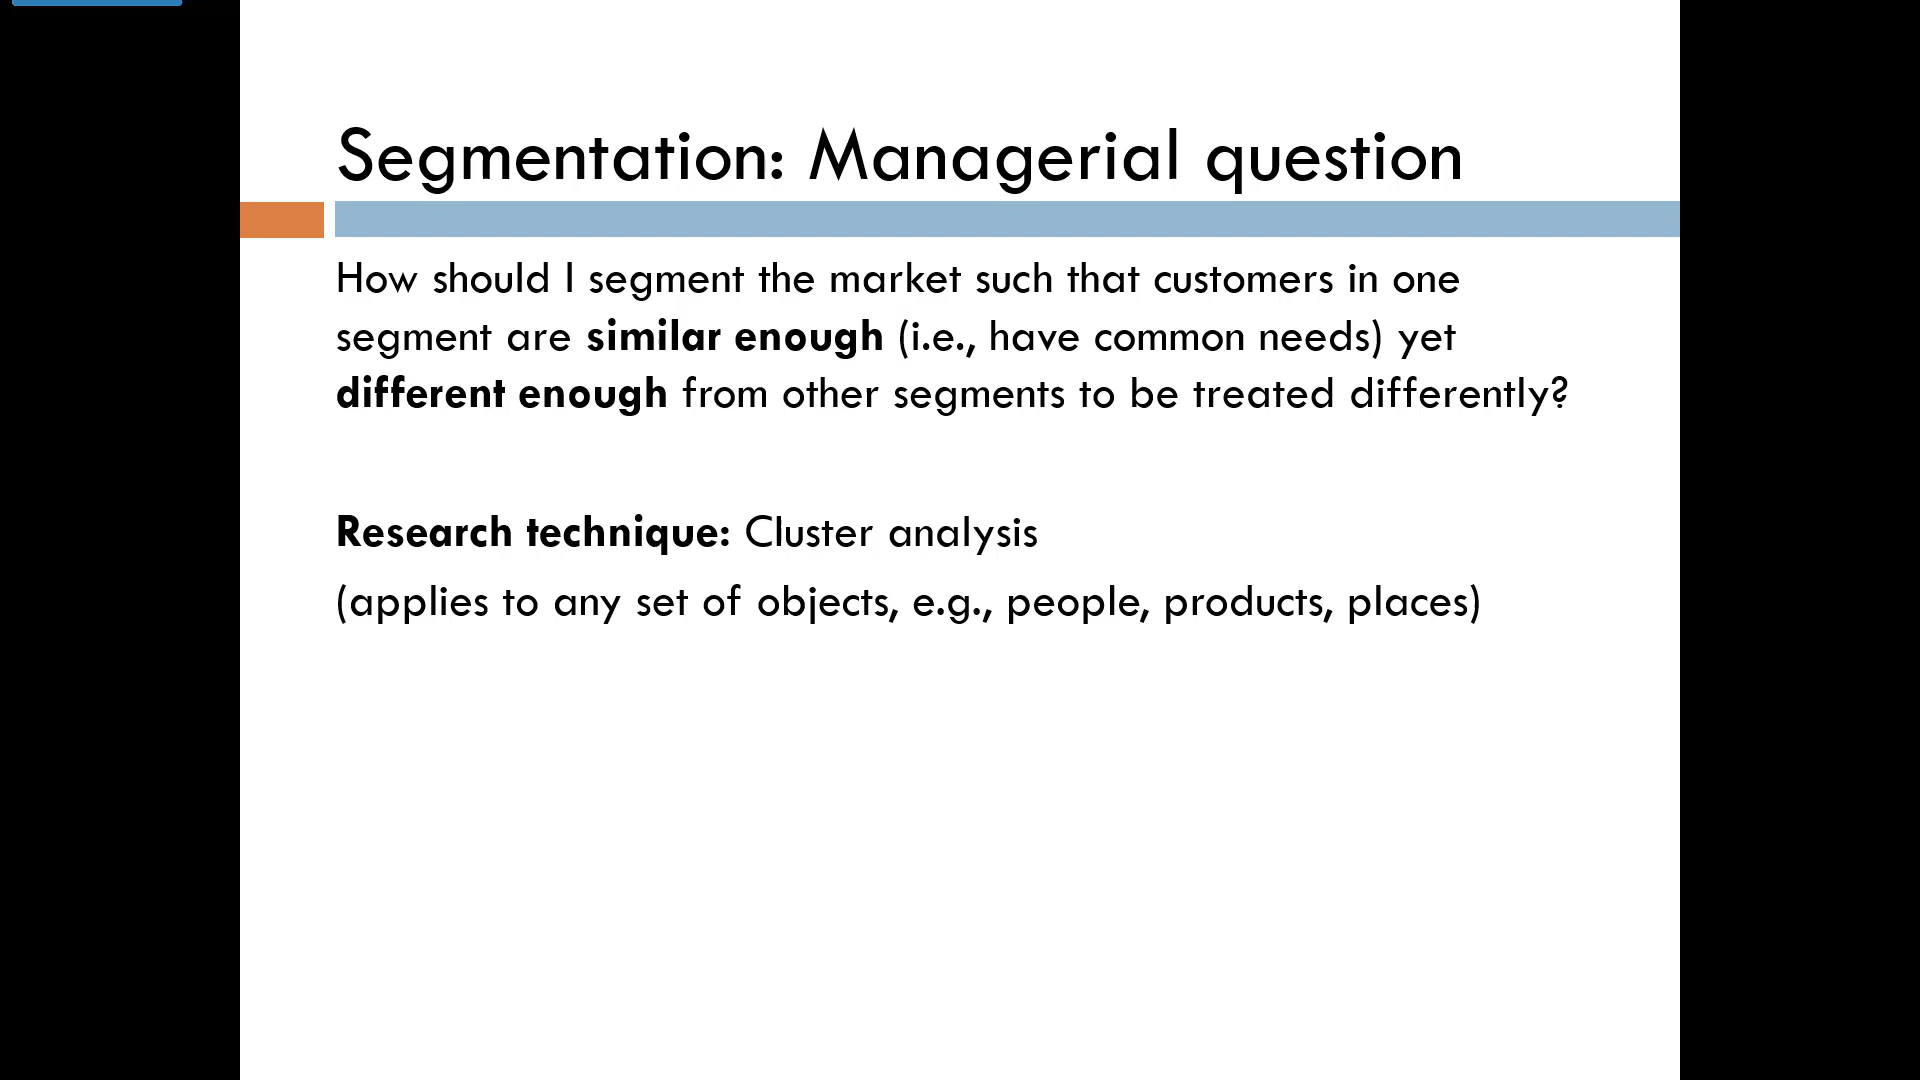 Segmentation: Managerial question
How should I segment the market such that customers in one
segment are similar enough (i.e., have common needs) yet
different enough from other segments to be treated differently?
Research technique: Cluster analysis
(applies to any set of objects, e.g., people, products, places)